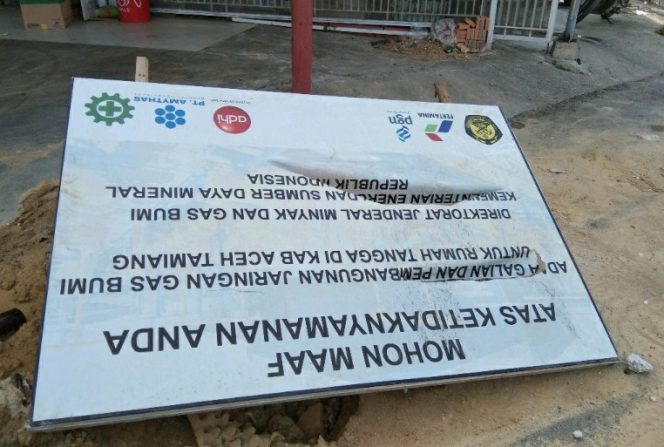 MOHON MAAF
ATAS KETIDAKNYAMANAN ANDA
ADA GALIAN DAN PEMBANGUNAN JARINGAN GAS BUMI
UNTUK RUMAH TANGGA DI KAB ACEH TAMIANG
DIREKTORAT JENDERAL MINYAK DAN GAS BUMI
KEMENTERIAN ENERGI DAN SUMBER DAYA MINERAL
REPUBLIK INDONESIA
PERTAMINA
pgn
adhi
PT. AMYTHAS